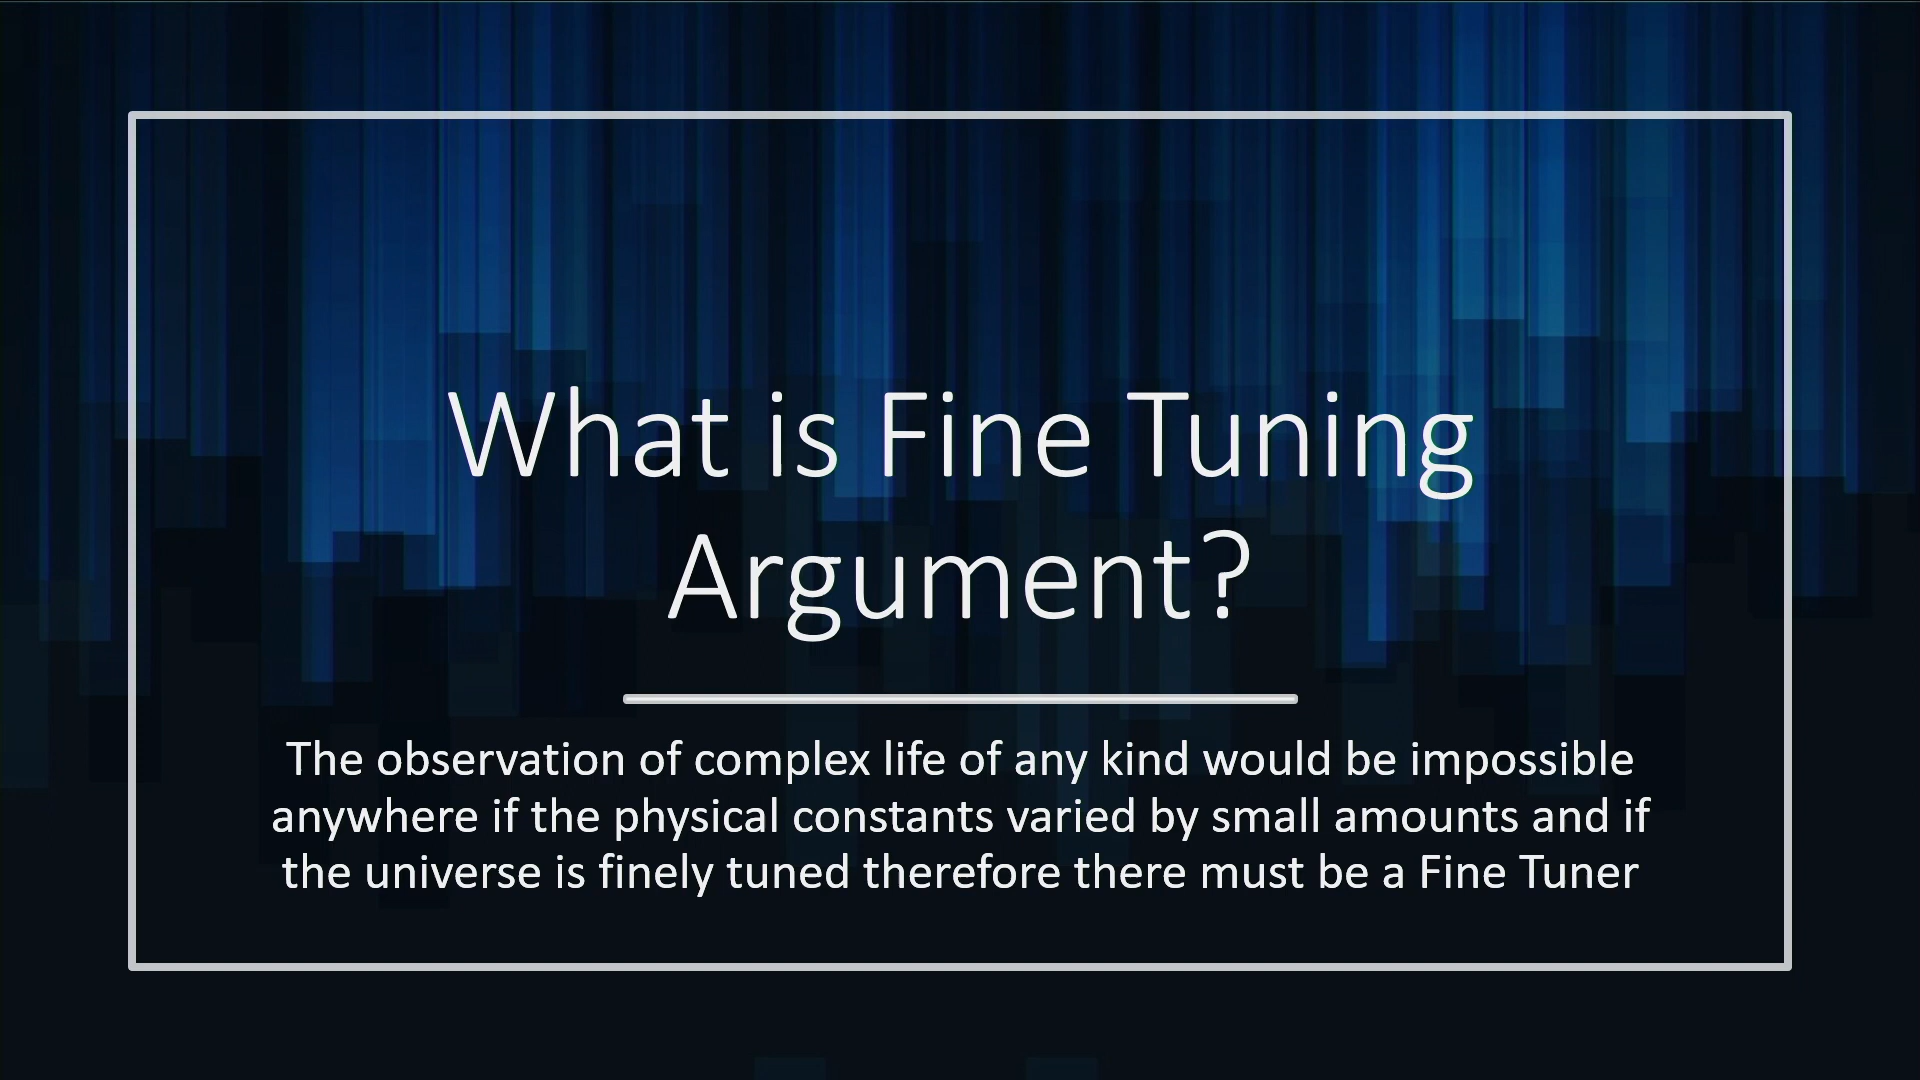 What is Fine Tuning
Argument?
The observation of complex life of any kind would be impossible
anywhere if the physical constants varied by small amounts and if
the universe is finely tuned therefore there must be a Fine Tuner